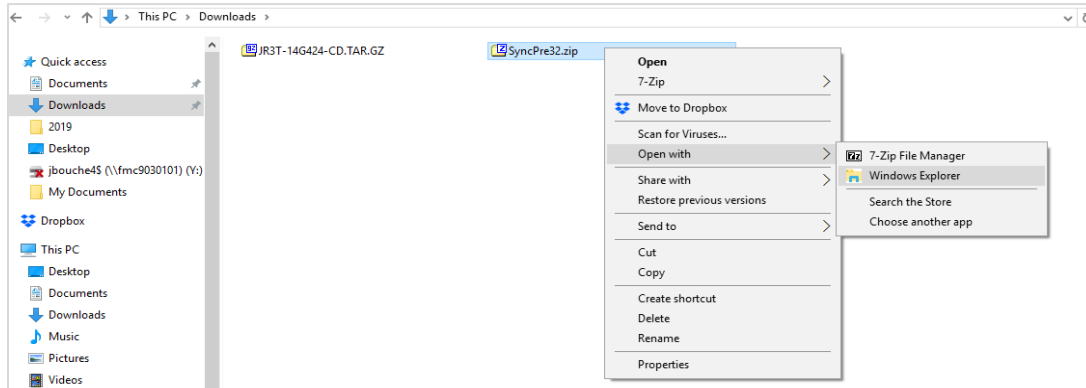 This PC > Downloads >
Quick access
Documents
Downloads
2019
Desktop
jbouche4$ (\\fmc9030101) (Y:)
My Documents
Dropbox
This PC
Desktop
Documents
Downloads
Music
Pictures
Videos
JR3T-14G424-CD.TAR.GZ
SyncPre32.zip
Open
7-Zip
Move to Dropbox
Scan for Viruses...
Open with
Share with
Restore previous versions
Send to
Cut
Copy
Create shortcut
Delete
Rename
Properties
7-Zip File Manager
Windows Explorer
Search the Store
Choose another app